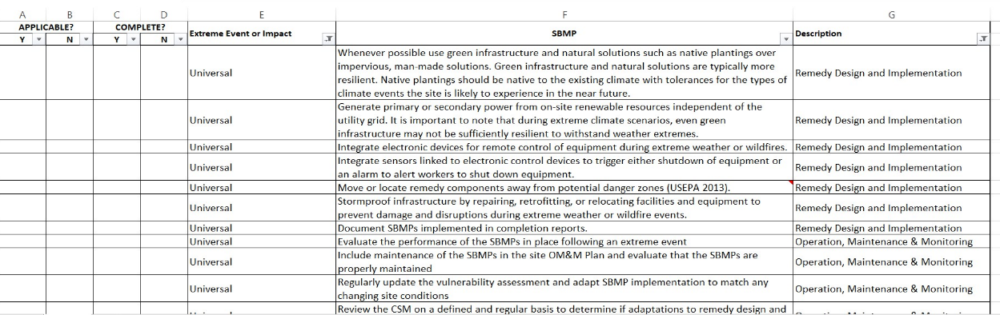 A B C D E F G
APPLICABLE? COMPLETE?
Y N Y N Extreme Event or Impact SBMP Description
Whenever possible use green infrastructure and natural solutions such as native plantings over
impervious, man-made solutions. Green infrastructure and natural solutions are typically more
Universal Remedy Design and Implementation
resilient. Native plantings should be native to the existing climate with tolerances for the types of
climate events the site is likely to experience in the near future.
Generate primary or secondary power from on-site renewable resources independent of the
Universal utility grid. It is important to note that during extreme climate scenarios, even green Remedy Design and Implementation
infrastructure may not be sufficiently resilient to withstand weather extremes.
Universal Integrate electronic devices for remote control of equipment during extreme weather or wildfires. Remedy Design and Implementation
Integrate sensors linked to electronic control devices to trigger either shutdown of equipment or
Universal Remedy Design and Implementation
an alarm to alert workers to shut down equipment.
Universal Move or locate remedy components away from potential danger zones (USEPA 2013). Remedy Design and Implementation
Stormproof infrastructure by repairing, retrofitting, or relocating facilities and equipment to
Universal Remedy Design and Implementation
prevent damage and disruptions during extreme weather or wildfire events.
Universal Document SBMPs implemented in completion reports. Remedy Design and Implementation
Universal Evaluate the performance of the SBMPs in place following an extreme event Operation, Maintenance & Monitoring
Include maintenance of the SBMPs in the site OM&M Plan and evaluate that the SBMPs are
Universal Operation, Maintenance & Monitoring
properly maintained
Regularly update the vulnerability assessment and adapt SBMP implementation to match any
Universal Operation, Maintenance & Monitoring
changing site conditions
Review the CSM on a defined and regular basis to determine if adaptations to remedy design and